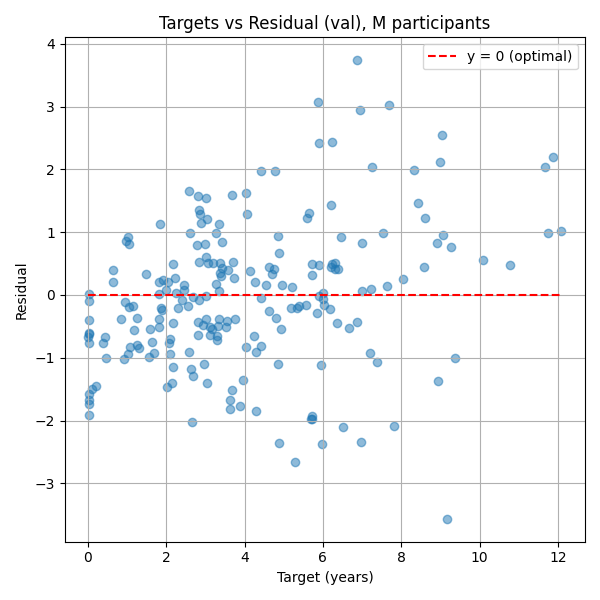 Targets vs Residual (val), M participants
y = 0 (optimal)
Residual
4
3
2
1
0
−1
−2
−3
0 2 4 6 8 10 12
Target (years)